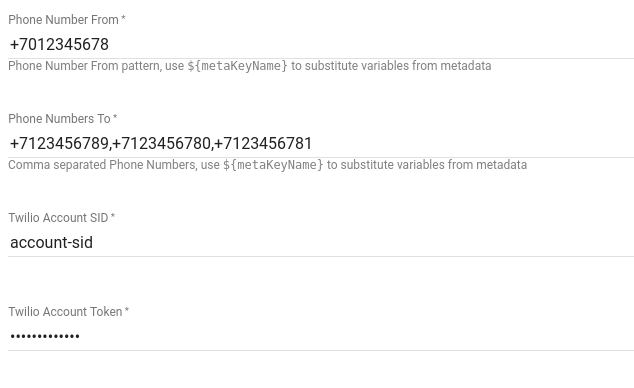 Phone Number From *
+7012345678
Phone Number From pattern, use ${metaKeyName} to substitute variables from metadata
Phone Numbers To *
+7123456789,+7123456780,+7123456781
Comma separated Phone Numbers, use ${metaKeyName} to substitute variables from metadata
Twilio Account SID *
account-sid
Twilio Account Token *
•••••••••••••